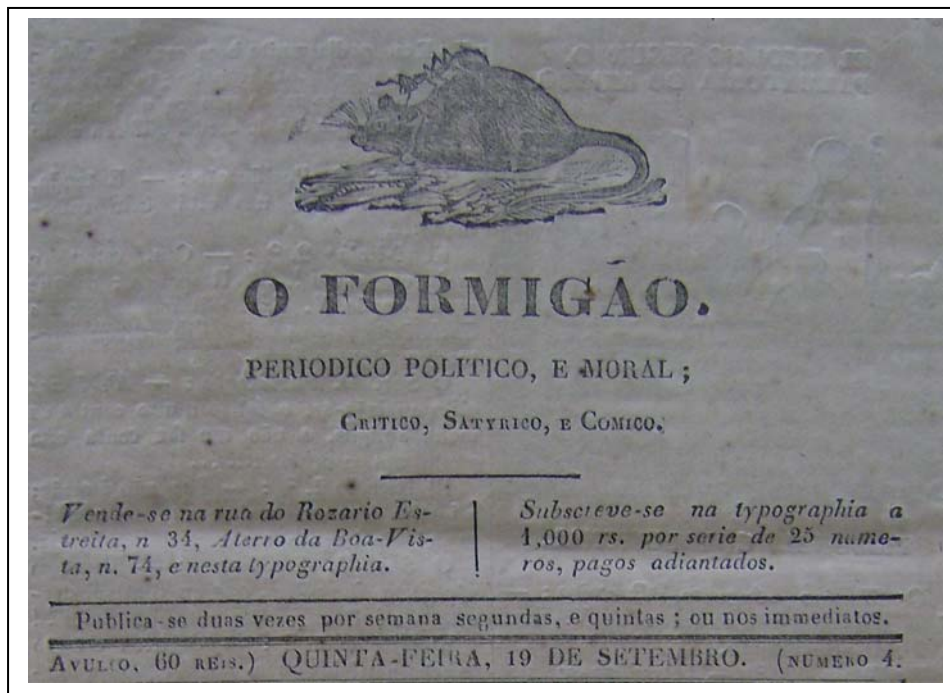 O FORMIGÃO.
PERIODICO POLITICO, E MORAL ;
CRITICO, SATYRICO, E COMICO.
Vende-se na rua do Rozario Es-
treita, n 34, Aterro da Boa-Vis-
ta, n. 74, e nesta typographia.
Subscreve-se na typographia a
1,000 rs. por serie de 25 nume-
ros, pagos adiantados.
Publica-se duas vezes por semana segundas, e quintas ; ou nos immediatos.
AVULSO, 60 REIS.) QUINTA-FEIRA, 19 DE SETEMBRO. (NUMERO 4.